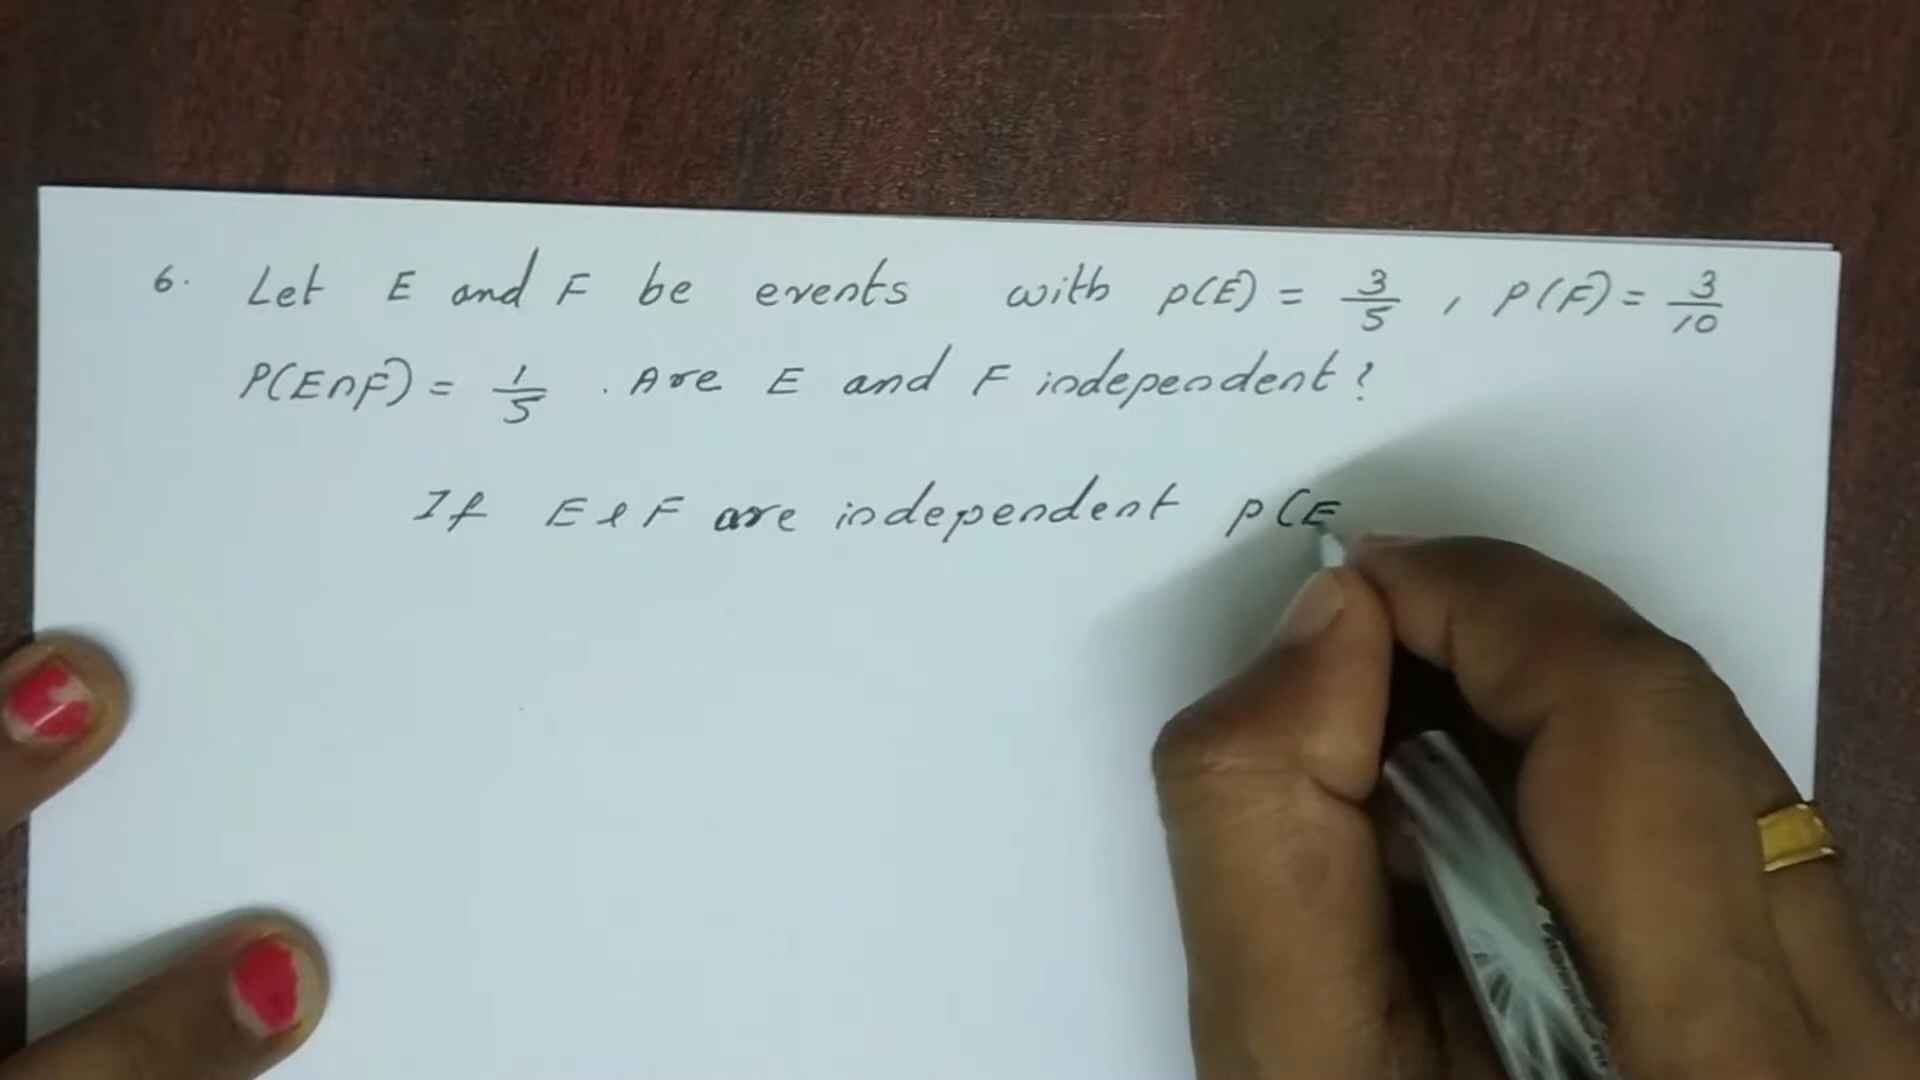 6. Let E and F be events with P(E) = 3/5 , P(F) = 3/10
P(E∩F) = 1/5 . Are E and F independent?
If E & F are independent P(E